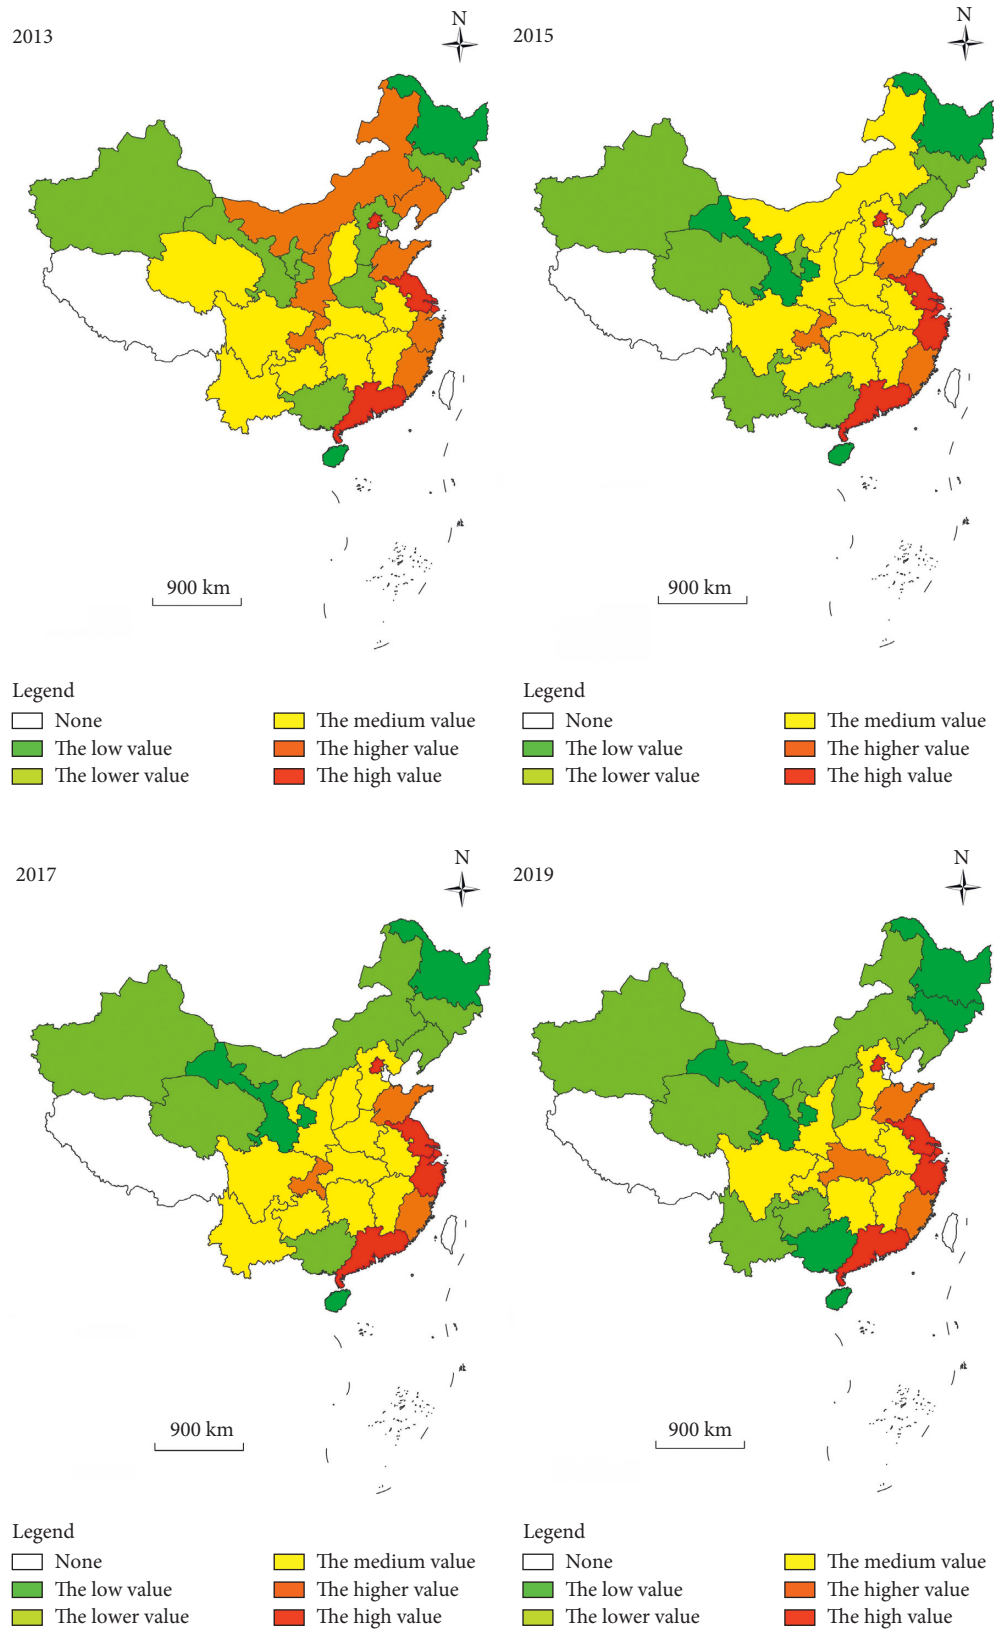 2013
N
900 km
Legend
None
The low value
The lower value
The medium value
The higher value
The high value
2015
N
900 km
Legend
None
The low value
The lower value
The medium value
The higher value
The high value
2017
N
900 km
Legend
None
The low value
The lower value
The medium value
The higher value
The high value
2019
N
900 km
Legend
None
The low value
The lower value
The medium value
The higher value
The high value